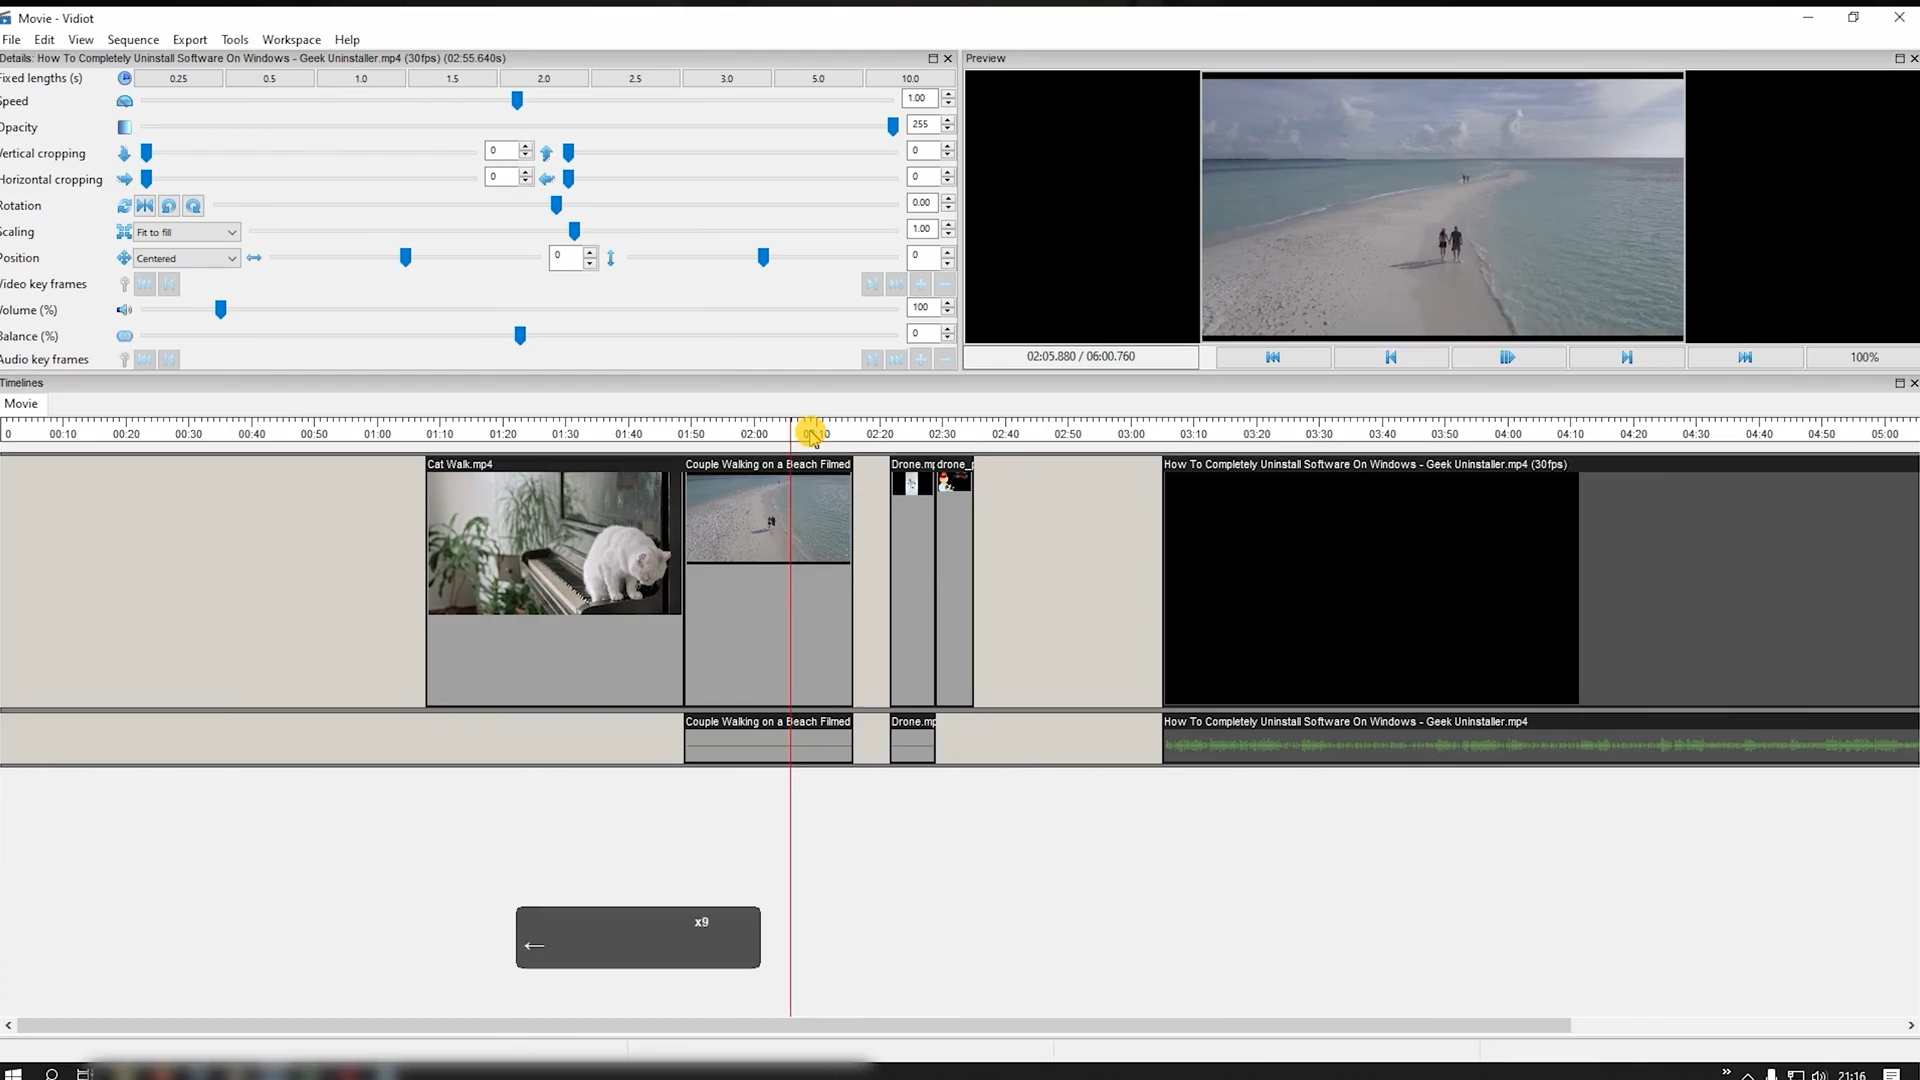 Movie - Vidiot
File Edit View Sequence Export Tools Workspace Help
Details: How To Completely Uninstall Software On Windows - Geek Uninstaller.mp4 (30fps) (02:55.640s)
Preview
Fixed lengths (s) 0.25 0.5 1.0 1.5 2.0 2.5 3.0 5.0 10.0
Speed 1.00
Opacity 255
Vertical cropping 0 0
Horizontal cropping 0 0
Rotation 0.00
Scaling Fit to fill 1.00
Position Centered 0 0
Video key frames
Volume (%) 100
Balance (%) 0
Audio key frames
02:05.880 / 06:00.760 100%
Timelines
Movie
0 00:10 00:20 00:30 00:40 00:50 01:00 01:10 01:20 01:30 01:40 01:50 02:00 02:10 02:20 02:30 02:40 02:50 03:00 03:10 03:20 03:30 03:40 03:50 04:00 04:10 04:20 04:30 04:40 04:50 05:00
Cat Walk.mp4 Couple Walking on a Beach Filmed Drone.mp drone_ How To Completely Uninstall Software On Windows - Geek Uninstaller.mp4 (30fps)
Couple Walking on a Beach Filmed Drone.mp How To Completely Uninstall Software On Windows - Geek Uninstaller.mp4
x9
←
21:16